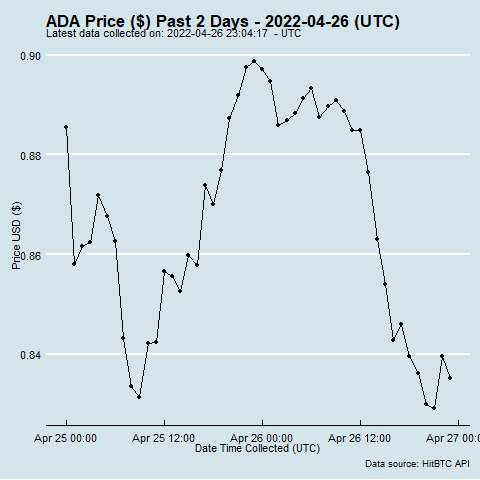 ADA Price ($) Past 2 Days - 2022-04-26 (UTC)
Latest data collected on: 2022-04-26 23:04:17 - UTC
0.90
0.88
0.86
0.84
Price USD ($)
Apr 25 00:00 Apr 25 12:00 Apr 26 00:00 Apr 26 12:00 Apr 27 00:00
Date Time Collected (UTC)
Data source: HitBTC API